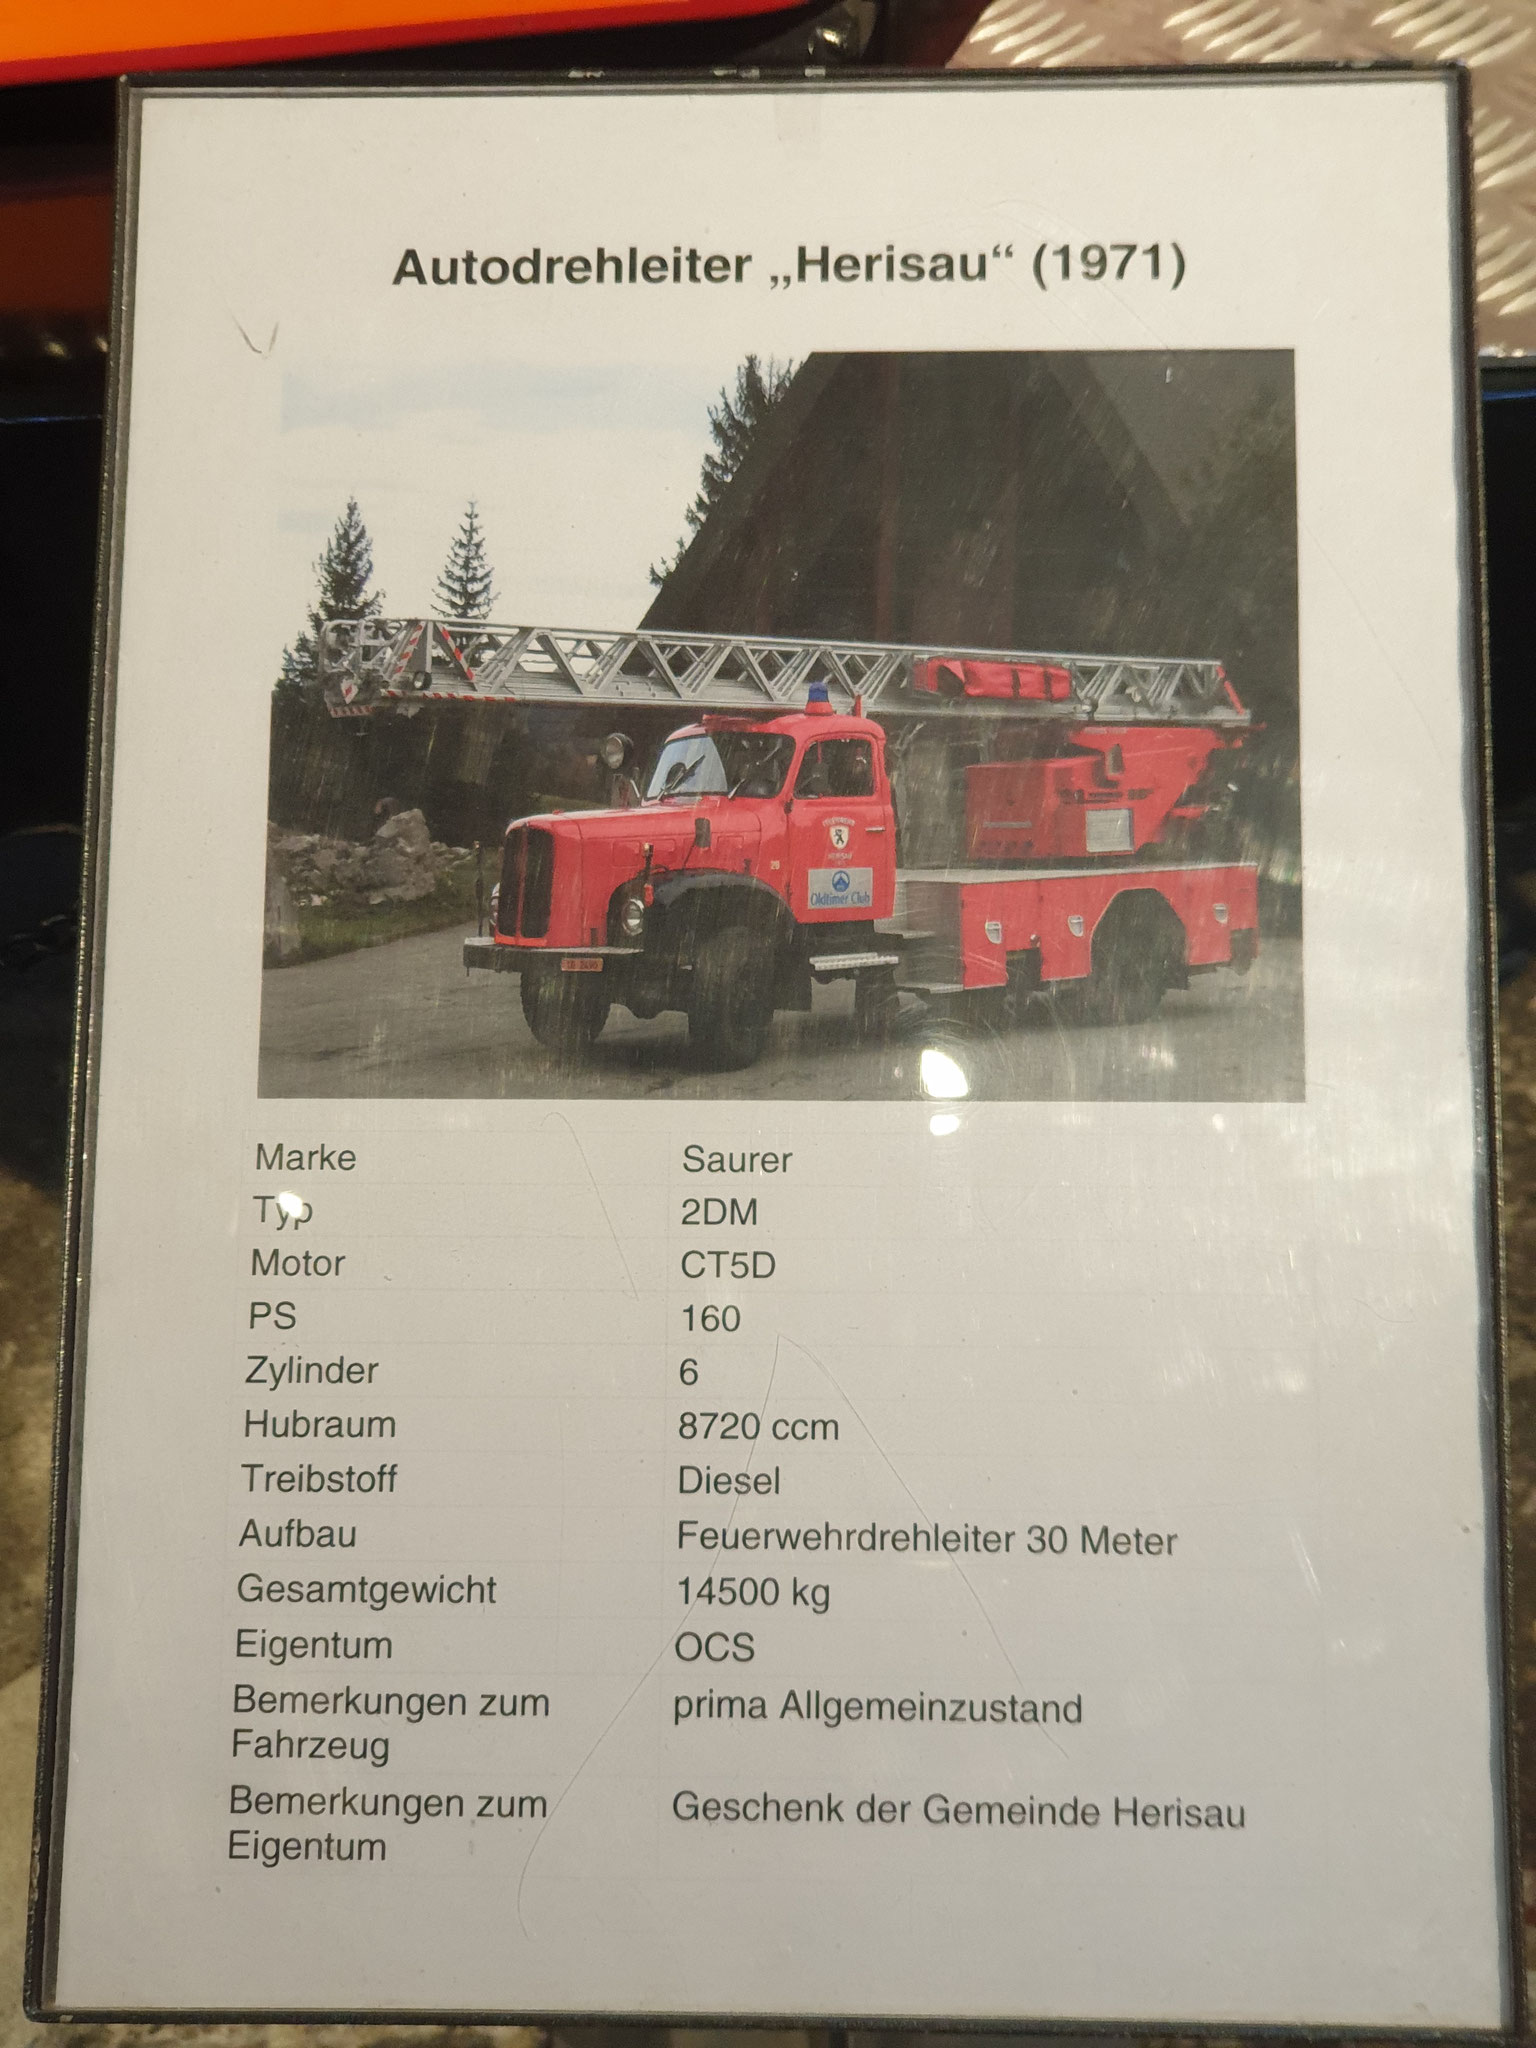 Autodrehleiter „Herisau“ (1971)
HERISAU
Oldtimer Club
Marke Saurer
Typ 2DM
Motor CT5D
PS 160
Zylinder 6
Hubraum 8720 ccm
Treibstoff Diesel
Aufbau Feuerwehrdrehleiter 30 Meter
Gesamtgewicht 14500 kg
Eigentum OCS
Bemerkungen zum prima Allgemeinzustand
Fahrzeug
Bemerkungen zum Geschenk der Gemeinde Herisau
Eigentum